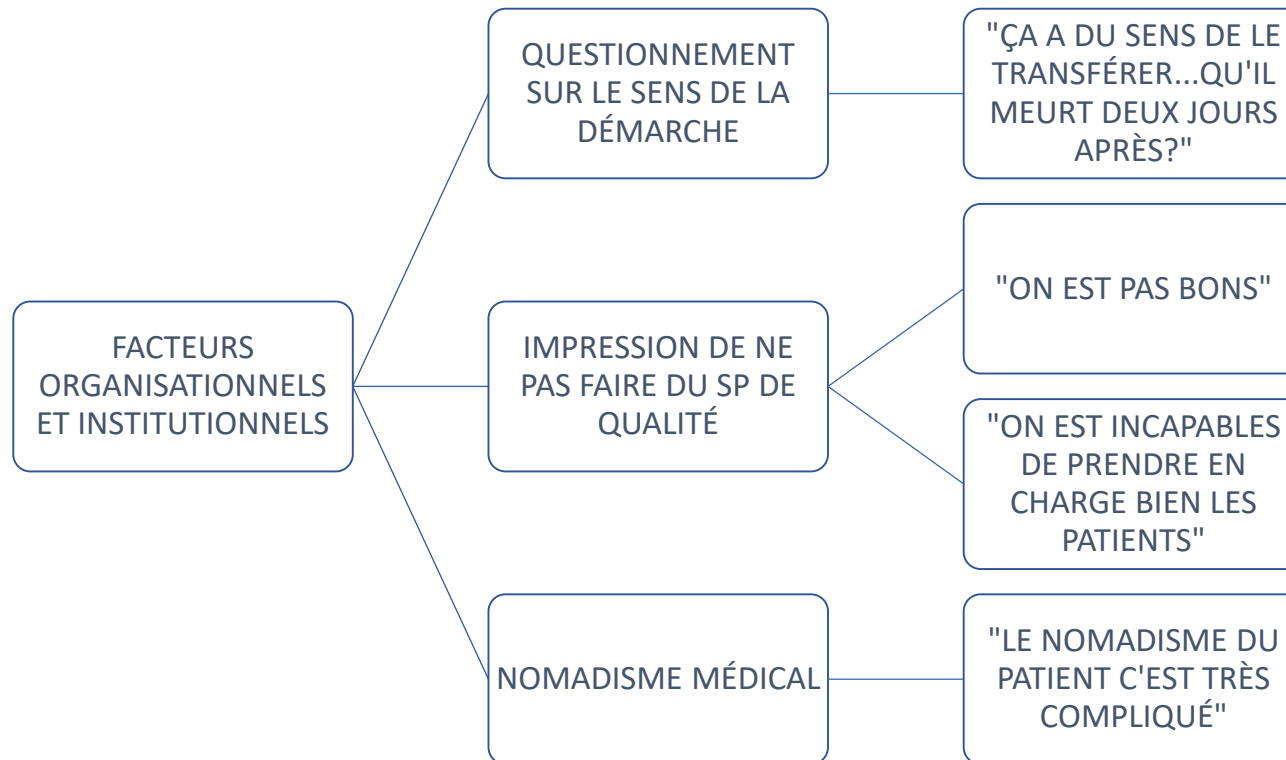 QUESTIONNEMENT
SUR LE SENS DE LA
DÉMARCHE
"ÇA A DU SENS DE LE
TRANSFÉRER...QU'IL
MEURT DEUX JOURS
APRÈS?"
FACTEURS
ORGANISATIONNELS
ET INSTITUTIONNELS
IMPRESSION DE NE
PAS FAIRE DU SP DE
QUALITÉ
"ON EST PAS BONS"
"ON EST INCAPABLES
DE PRENDRE EN
CHARGE BIEN LES
PATIENTS"
NOMADISME MÉDICAL
"LE NOMADISME DU
PATIENT C'EST TRÈS
COMPLIQUÉ"